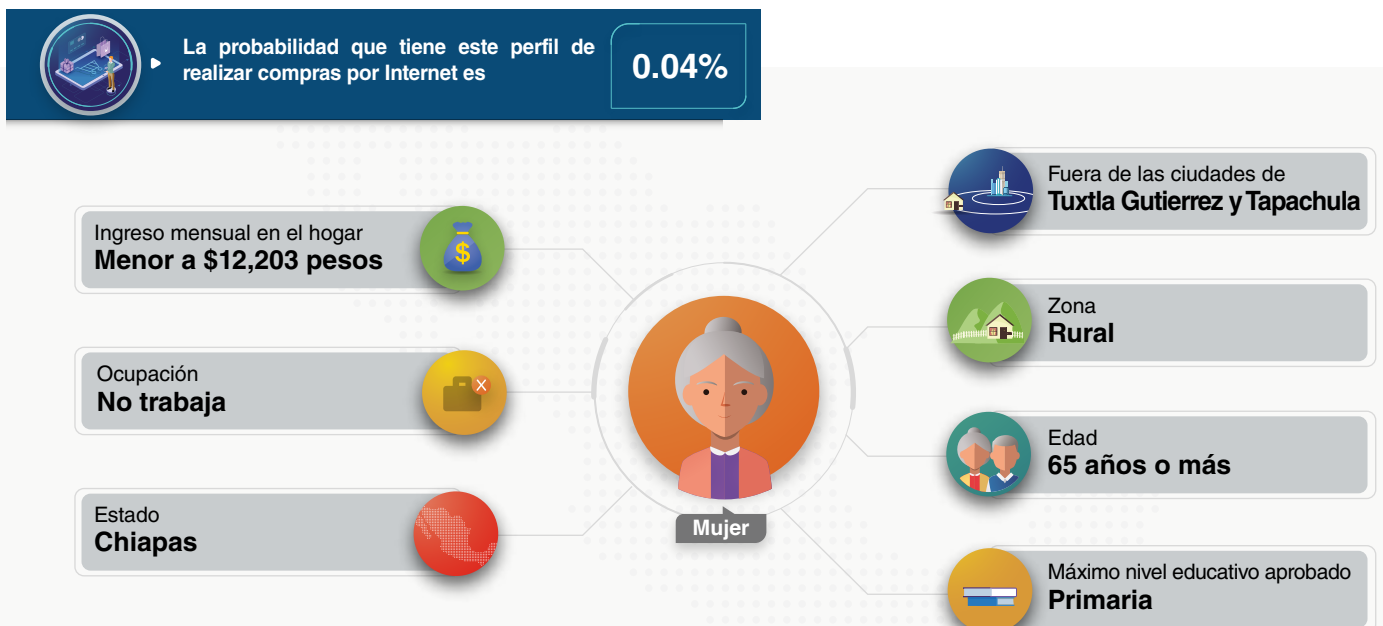 La probabilidad que tiene este perfil de
realizar compras por Internet es
0.04%
Ingreso mensual en el hogar
Menor a $12,203 pesos
$
Ocupación
No trabaja
X
Estado
Chiapas
Mujer
Fuera de las ciudades de
Tuxtla Gutierrez y Tapachula
Zona
Rural
Edad
65 años o más
Máximo nivel educativo aprobado
Primaria